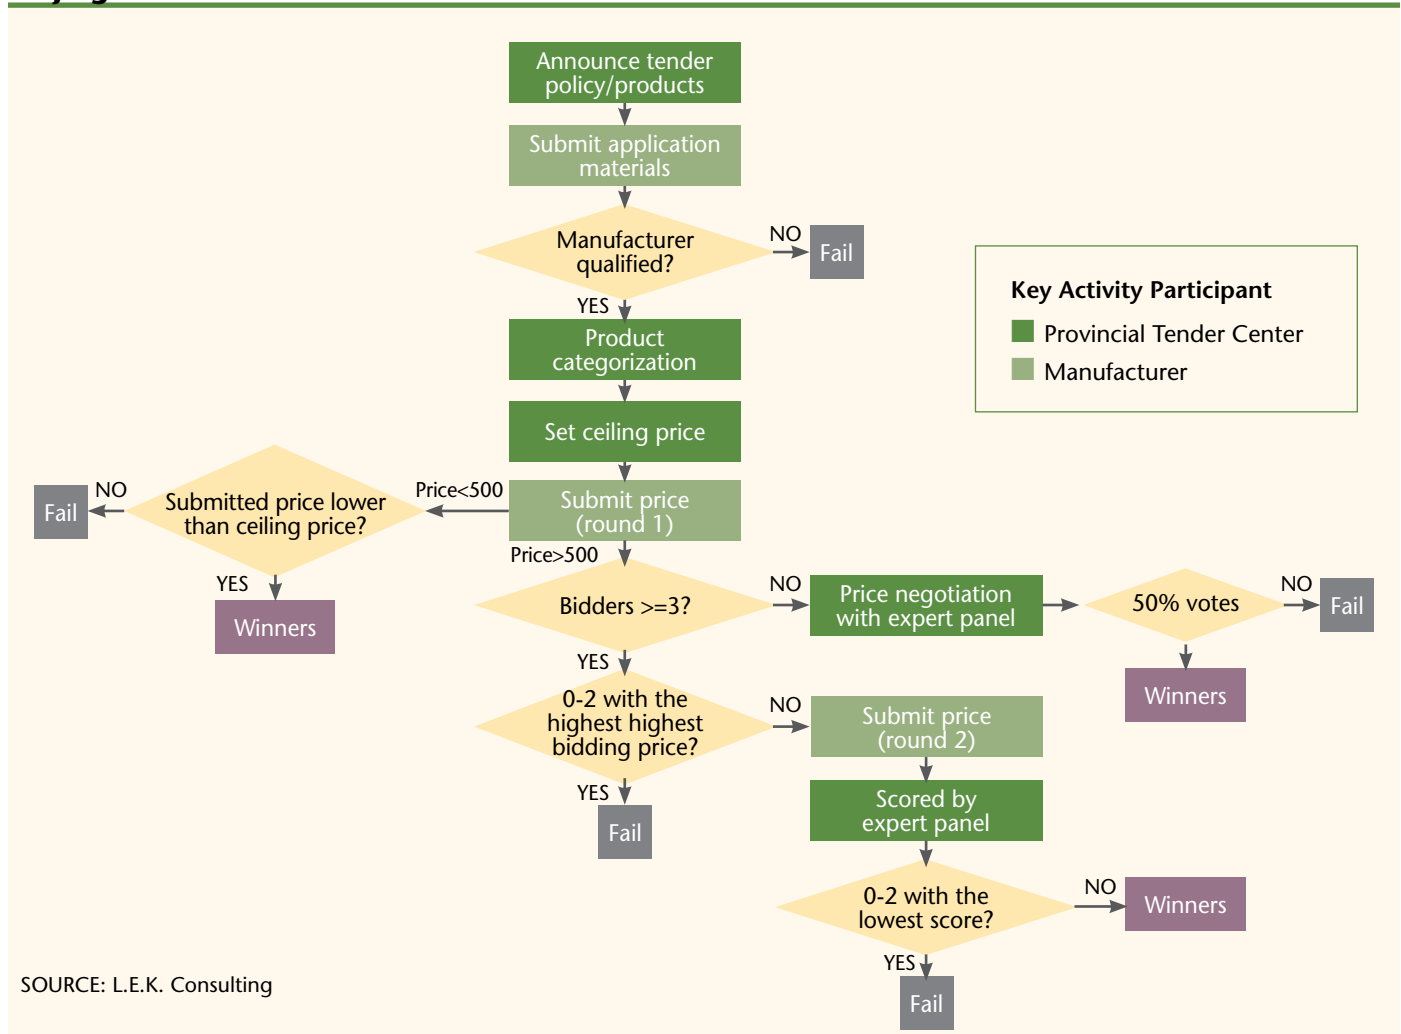 Announce tender
policy/products
Submit application
materials
Manufacturer
qualified?
NO
Fail
YES
Key Activity Participant
Provincial Tender Center
Manufacturer
Product
categorization
Set ceiling price
Submit price
(round 1)
Price<500
Submitted price lower
than ceiling price?
NO
Fail
YES
Winners
Price>500
Bidders >=3?
NO
Price negotiation
with expert panel
50% votes
NO
Fail
Winners
YES
0-2 with the
highest highest
bidding price?
NO
Submit price
(round 2)
YES
Fail
Scored by
expert panel
0-2 with the
lowest score?
NO
Winners
YES
Fail
SOURCE: L.E.K. Consulting